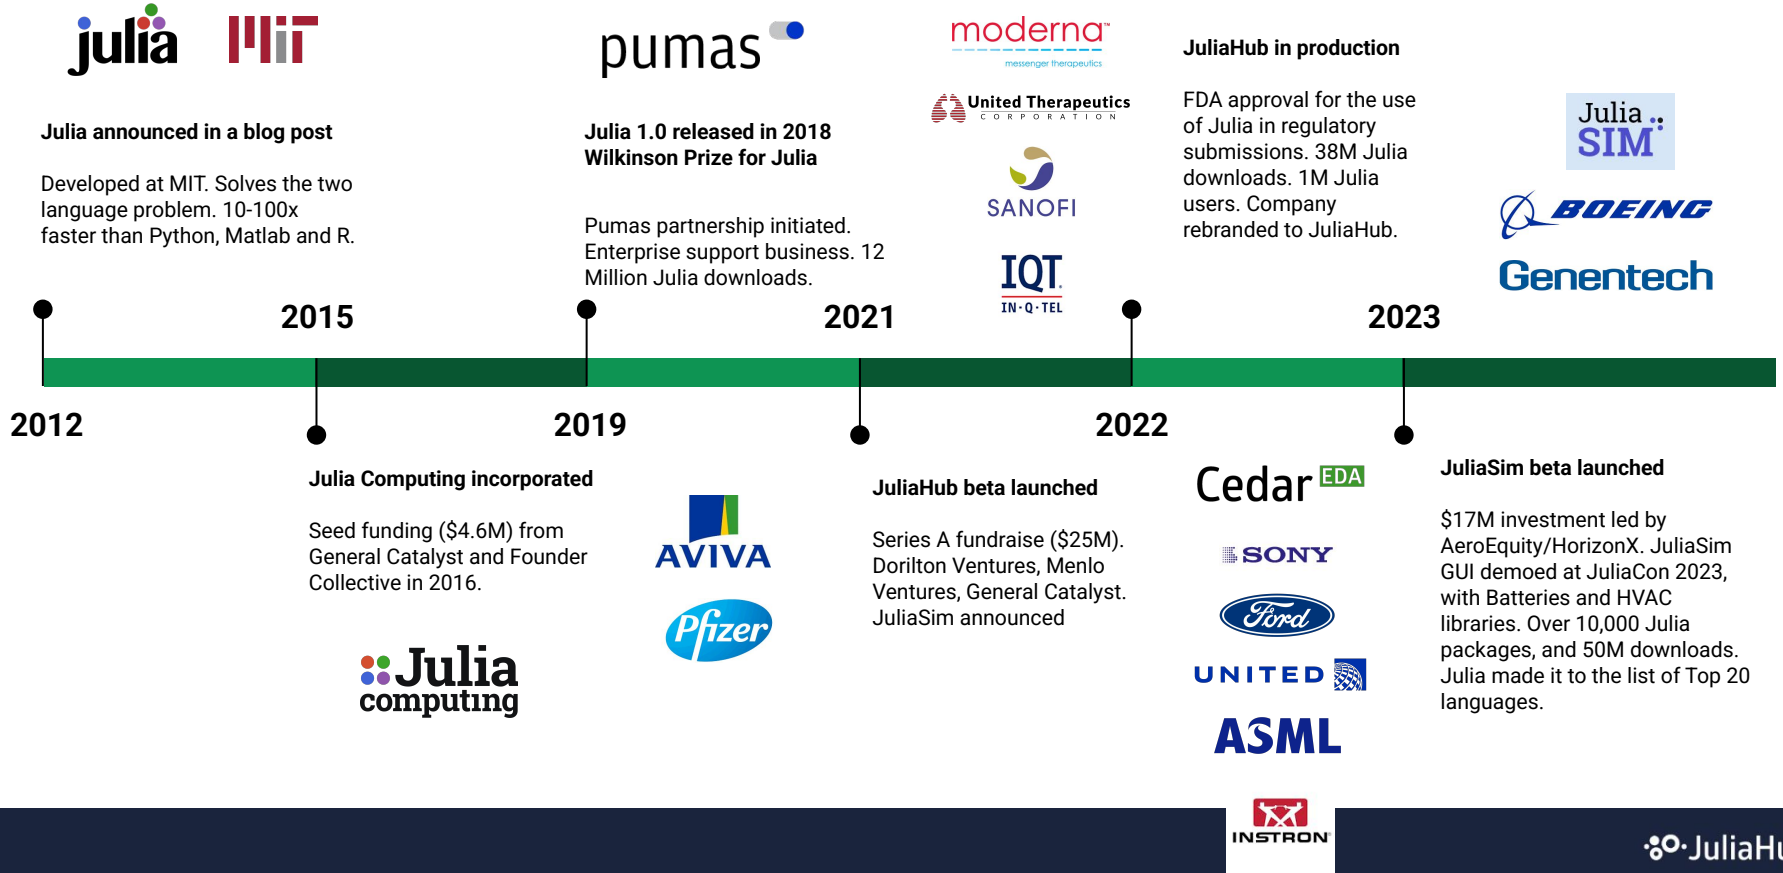 julia
MiT
Julia announced in a blog post
Developed at MIT. Solves the two
language problem. 10-100x
faster than Python, Matlab and R.
pumas
Julia 1.0 released in 2018
Wilkinson Prize for Julia
Pumas partnership initiated.
Enterprise support business. 12
Million Julia downloads.
moderna™
messenger therapeutics
United Therapeutics
CORPORATION
SANOFI
IQT
IN·Q·TEL
JuliaHub in production
FDA approval for the use
of Julia in regulatory
submissions. 38M Julia
downloads. 1M Julia
users. Company
rebranded to JuliaHub.
Julia
SIM
BOEING
Genentech
2015
2021
2023
2012
2019
2022
Julia Computing incorporated
Seed funding ($4.6M) from
General Catalyst and Founder
Collective in 2016.
Julia
computing
AVIVA
Pfizer
JuliaHub beta launched
Series A fundraise ($25M).
Dorilton Ventures, Menlo
Ventures, General Catalyst.
JuliaSim announced
Cedar EDA
SONY
Ford
UNITED
ASML
INSTRON
JuliaSim beta launched
$17M investment led by
AeroEquity/HorizonX. JuliaSim
GUI demoed at JuliaCon 2023,
with Batteries and HVAC
libraries. Over 10,000 Julia
packages, and 50M downloads.
Julia made it to the list of Top 20
languages.
JuliaHu